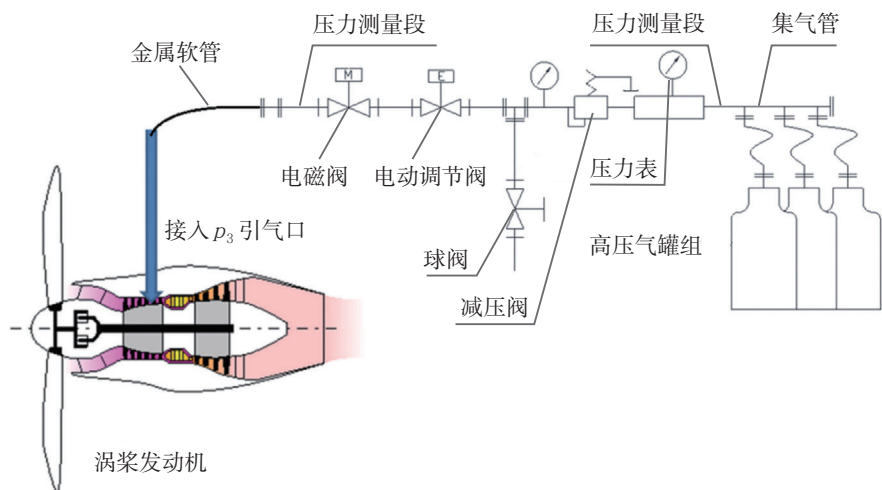 压力测量段
压力测量段
集气管
金属软管
M
E
电磁阀
电动调节阀
压力表
接入p₃引气口
球阀
高压气罐组
减压阀
涡桨发动机